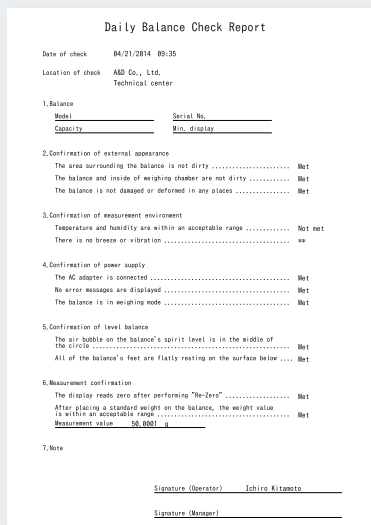 Daily Balance Check Report
Date of check 04/21/2014 09:35
Location of check A&D Co., Ltd.
Technical center
1.Balance
Model Serial No.
Capacity Min. display
2.Confirmation of external appearance
The area surrounding the balance is not dirty ...................... Met
The balance and inside of weighing chamber are not dirty ........... Met
The balance is not damaged or deformed in any places ............... Met
3.Confirmation of measurement environment
Temperature and humidity are within an acceptable range ............ Not met
There is no breeze or vibration .................................... **
4.Confirmation of power supply
The AC adapter is connected ........................................ Met
No error messages are displayed .................................... Met
The balance is in weighing mode .................................... Met
5.Confirmation of level balance
The air bubble on the balance's spirit level is in the middle of
the circle ......................................................... Met
All of the balance's feet are flatly resting on the surface below .... Met
6.Measurement confirmation
The display reads zero after performing "Re-Zero" .................. Met
After placing a standard weight on the balance, the weight value
is within an acceptable range ...................................... Met
Measurement value 50.0001 g
7.Note
Signature (Operator) Ichiro Kitamoto
Signature (Manager)